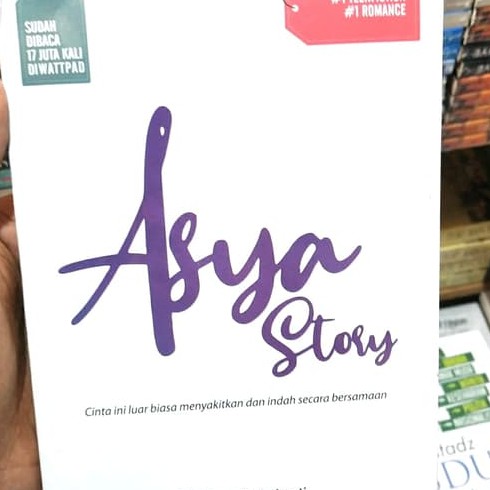 SUDAH
DIBACA
17 JUTA KALI
DIWATTPAD
#1 ROMANCE
Asya
Story
Cinta ini luar biasa menyakitkan dan indah secara bersamaan